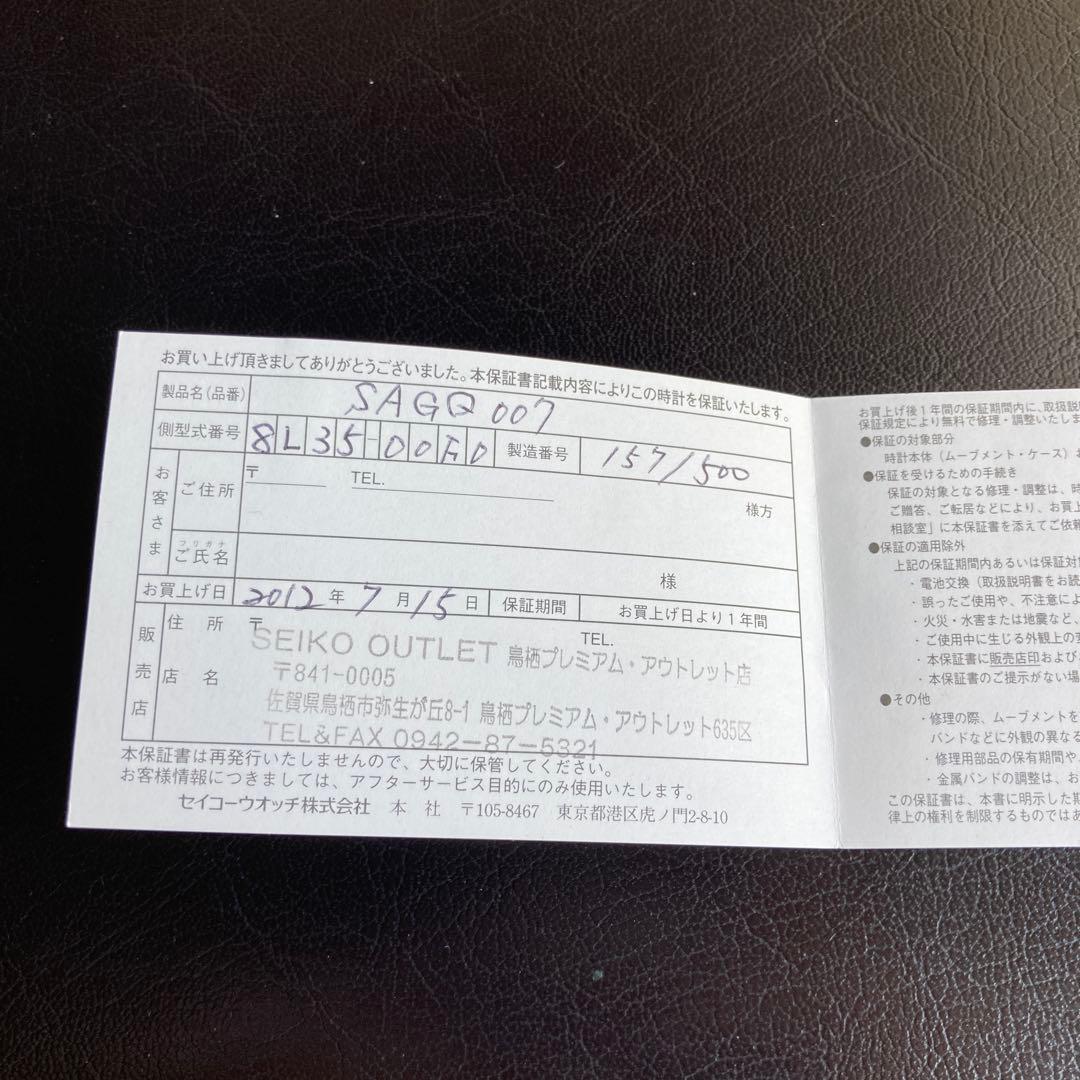 お買い上げ頂きましてありがとうございました。本保証書記載内容によりこの時計を保証いたします。
製品名(品番) SAGQ007
側型式番号 8L35-00F0 製造番号 157/500
お客さま ご住所 〒 TEL.
様方
フリガナ
ご氏名 様
お買上げ日 2012年7月15日 保証期間 お買上げ日より1年間
販売店 住所 〒 TEL.
SEIKO OUTLET 鳥栖プレミアム・アウトレット店
店名 〒841-0005
佐賀県鳥栖市弥生が丘8-1 鳥栖プレミアム・アウトレット635区
TEL&FAX 0942-87-5321
本保証書は再発行いたしませんので、大切に保管してください。
お客様情報につきましては、アフターサービス目的にのみ使用いたします。
セイコーウオッチ株式会社 本社 〒105-8467 東京都港区虎ノ門2-8-10
お買上げ後1年間の保証期間内に、取扱説
保証規定により無料で修理・調整いたしま
●保証の対象部分
時計本体(ムーブメント・ケース)お
●保証を受けるための手続き
保証の対象となる修理・調整は、時
ご贈答、ご転居などにより、お買上
相談室」に本保証書を添えてご依頼
●保証の適用除外
上記の保証期間内あるいは保証対
・電池交換(取扱説明書をお読
・誤ったご使用や、不注意によ
・火災・水害または地震など、
・ご使用中に生じる外観上の変
・本保証書に販売店印および
・本保証書のご提示がない場
●その他
・修理の際、ムーブメントを
バンドなどに外観の異なる
・修理用部品の保有期間や
・金属バンドの調整は、お
この保証書は、本書に明示した期
律上の権利を制限するものではあ